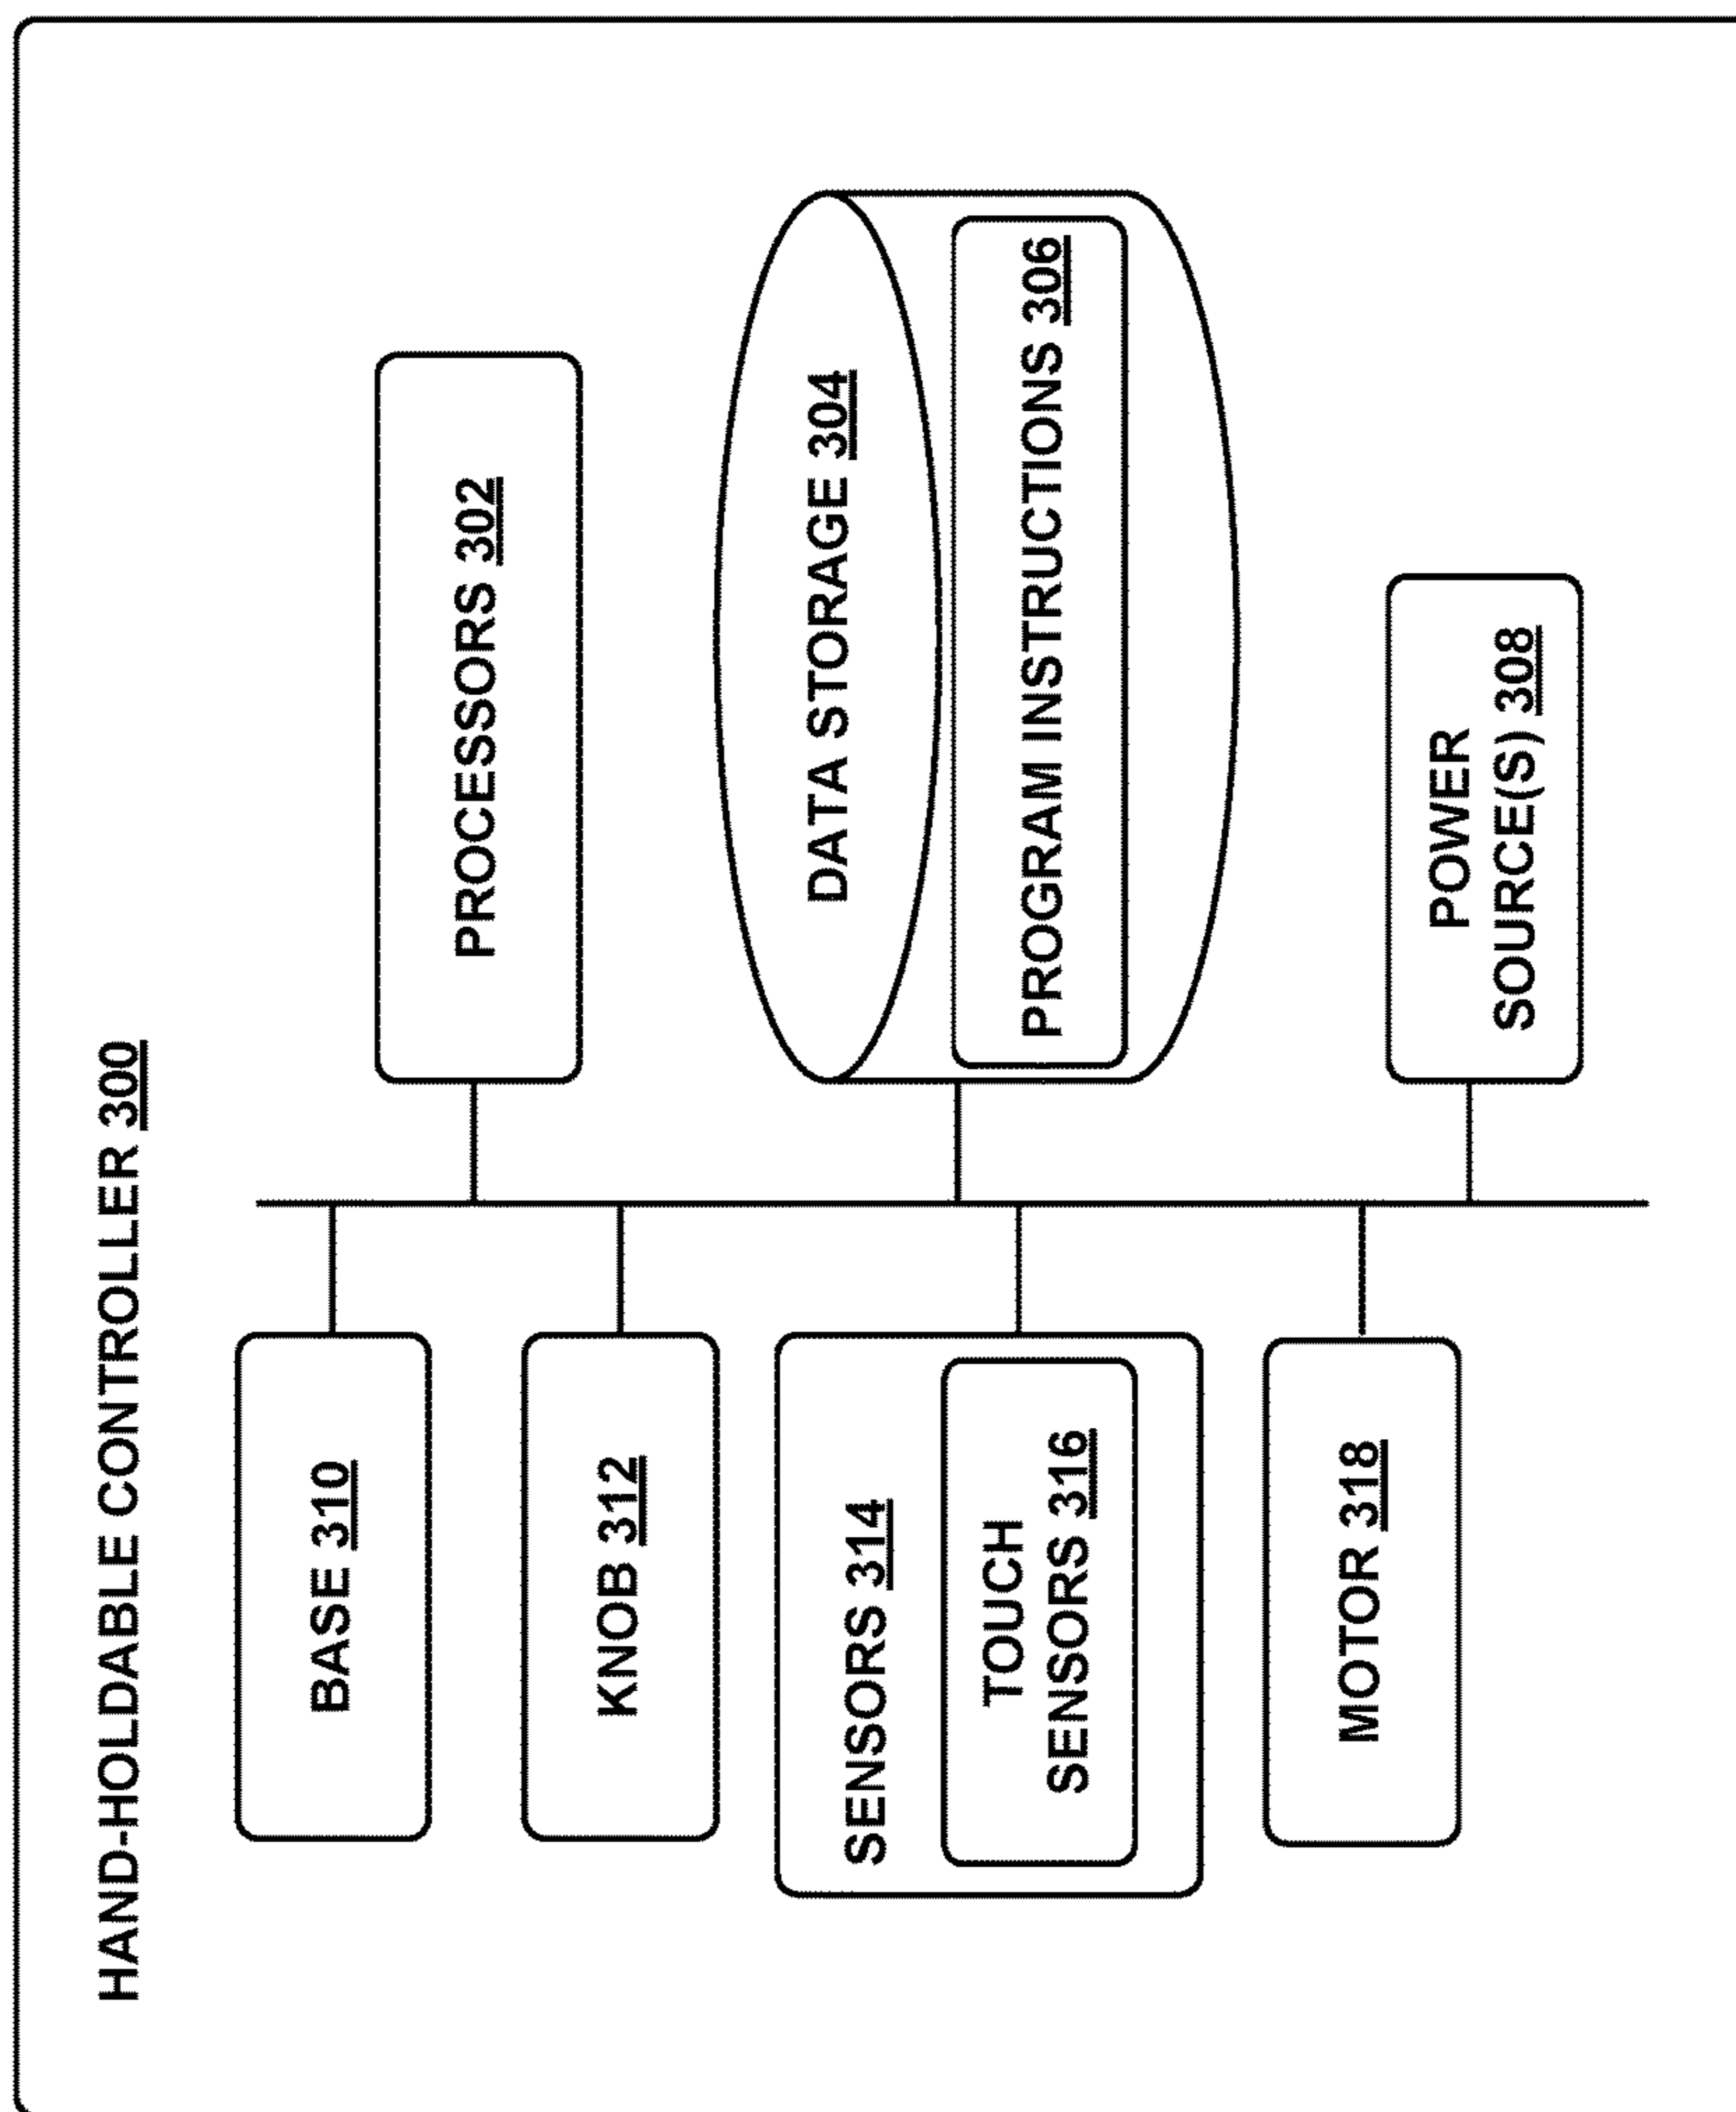 HAND-HOLDABLE CONTROLLER 300
BASE 310
KNOB 312
SENSORS 314
TOUCH
SENSORS 316
MOTOR 318
PROCESSORS 302
DATA STORAGE 304
PROGRAM INSTRUCTIONS 306
POWER
SOURCE(S) 308